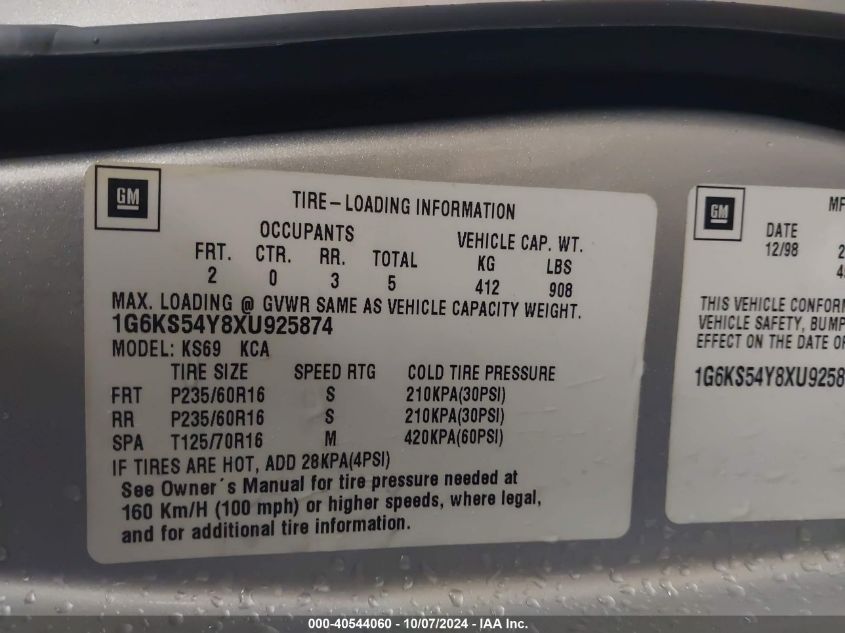 GM
TIRE-LOADING INFORMATION
OCCUPANTS VEHICLE CAP. WT.
FRT. CTR. RR. TOTAL KG LBS
2 0 3 5 412 908
MAX. LOADING @ GVWR SAME AS VEHICLE CAPACITY WEIGHT.
1G6KS54Y8XU925874
MODEL: KS69 KCA
TIRE SIZE SPEED RTG COLD TIRE PRESSURE
FRT P235/60R16 S 210KPA(30PSI)
RR P235/60R16 S 210KPA(30PSI)
SPA T125/70R16 M 420KPA(60PSI)
IF TIRES ARE HOT, ADD 28KPA(4PSI)
See Owner´s Manual for tire pressure needed at
160 Km/H (100 mph) or higher speeds, where legal,
and for additional tire information.
GM
MF
DATE
12/98
THIS VEHICLE CONFOR
VEHICLE SAFETY, BUMP
EFFECT ON THE DATE O
1G6KS54Y8XU9258
000-40544060 - 10/07/2024 - IAA Inc.